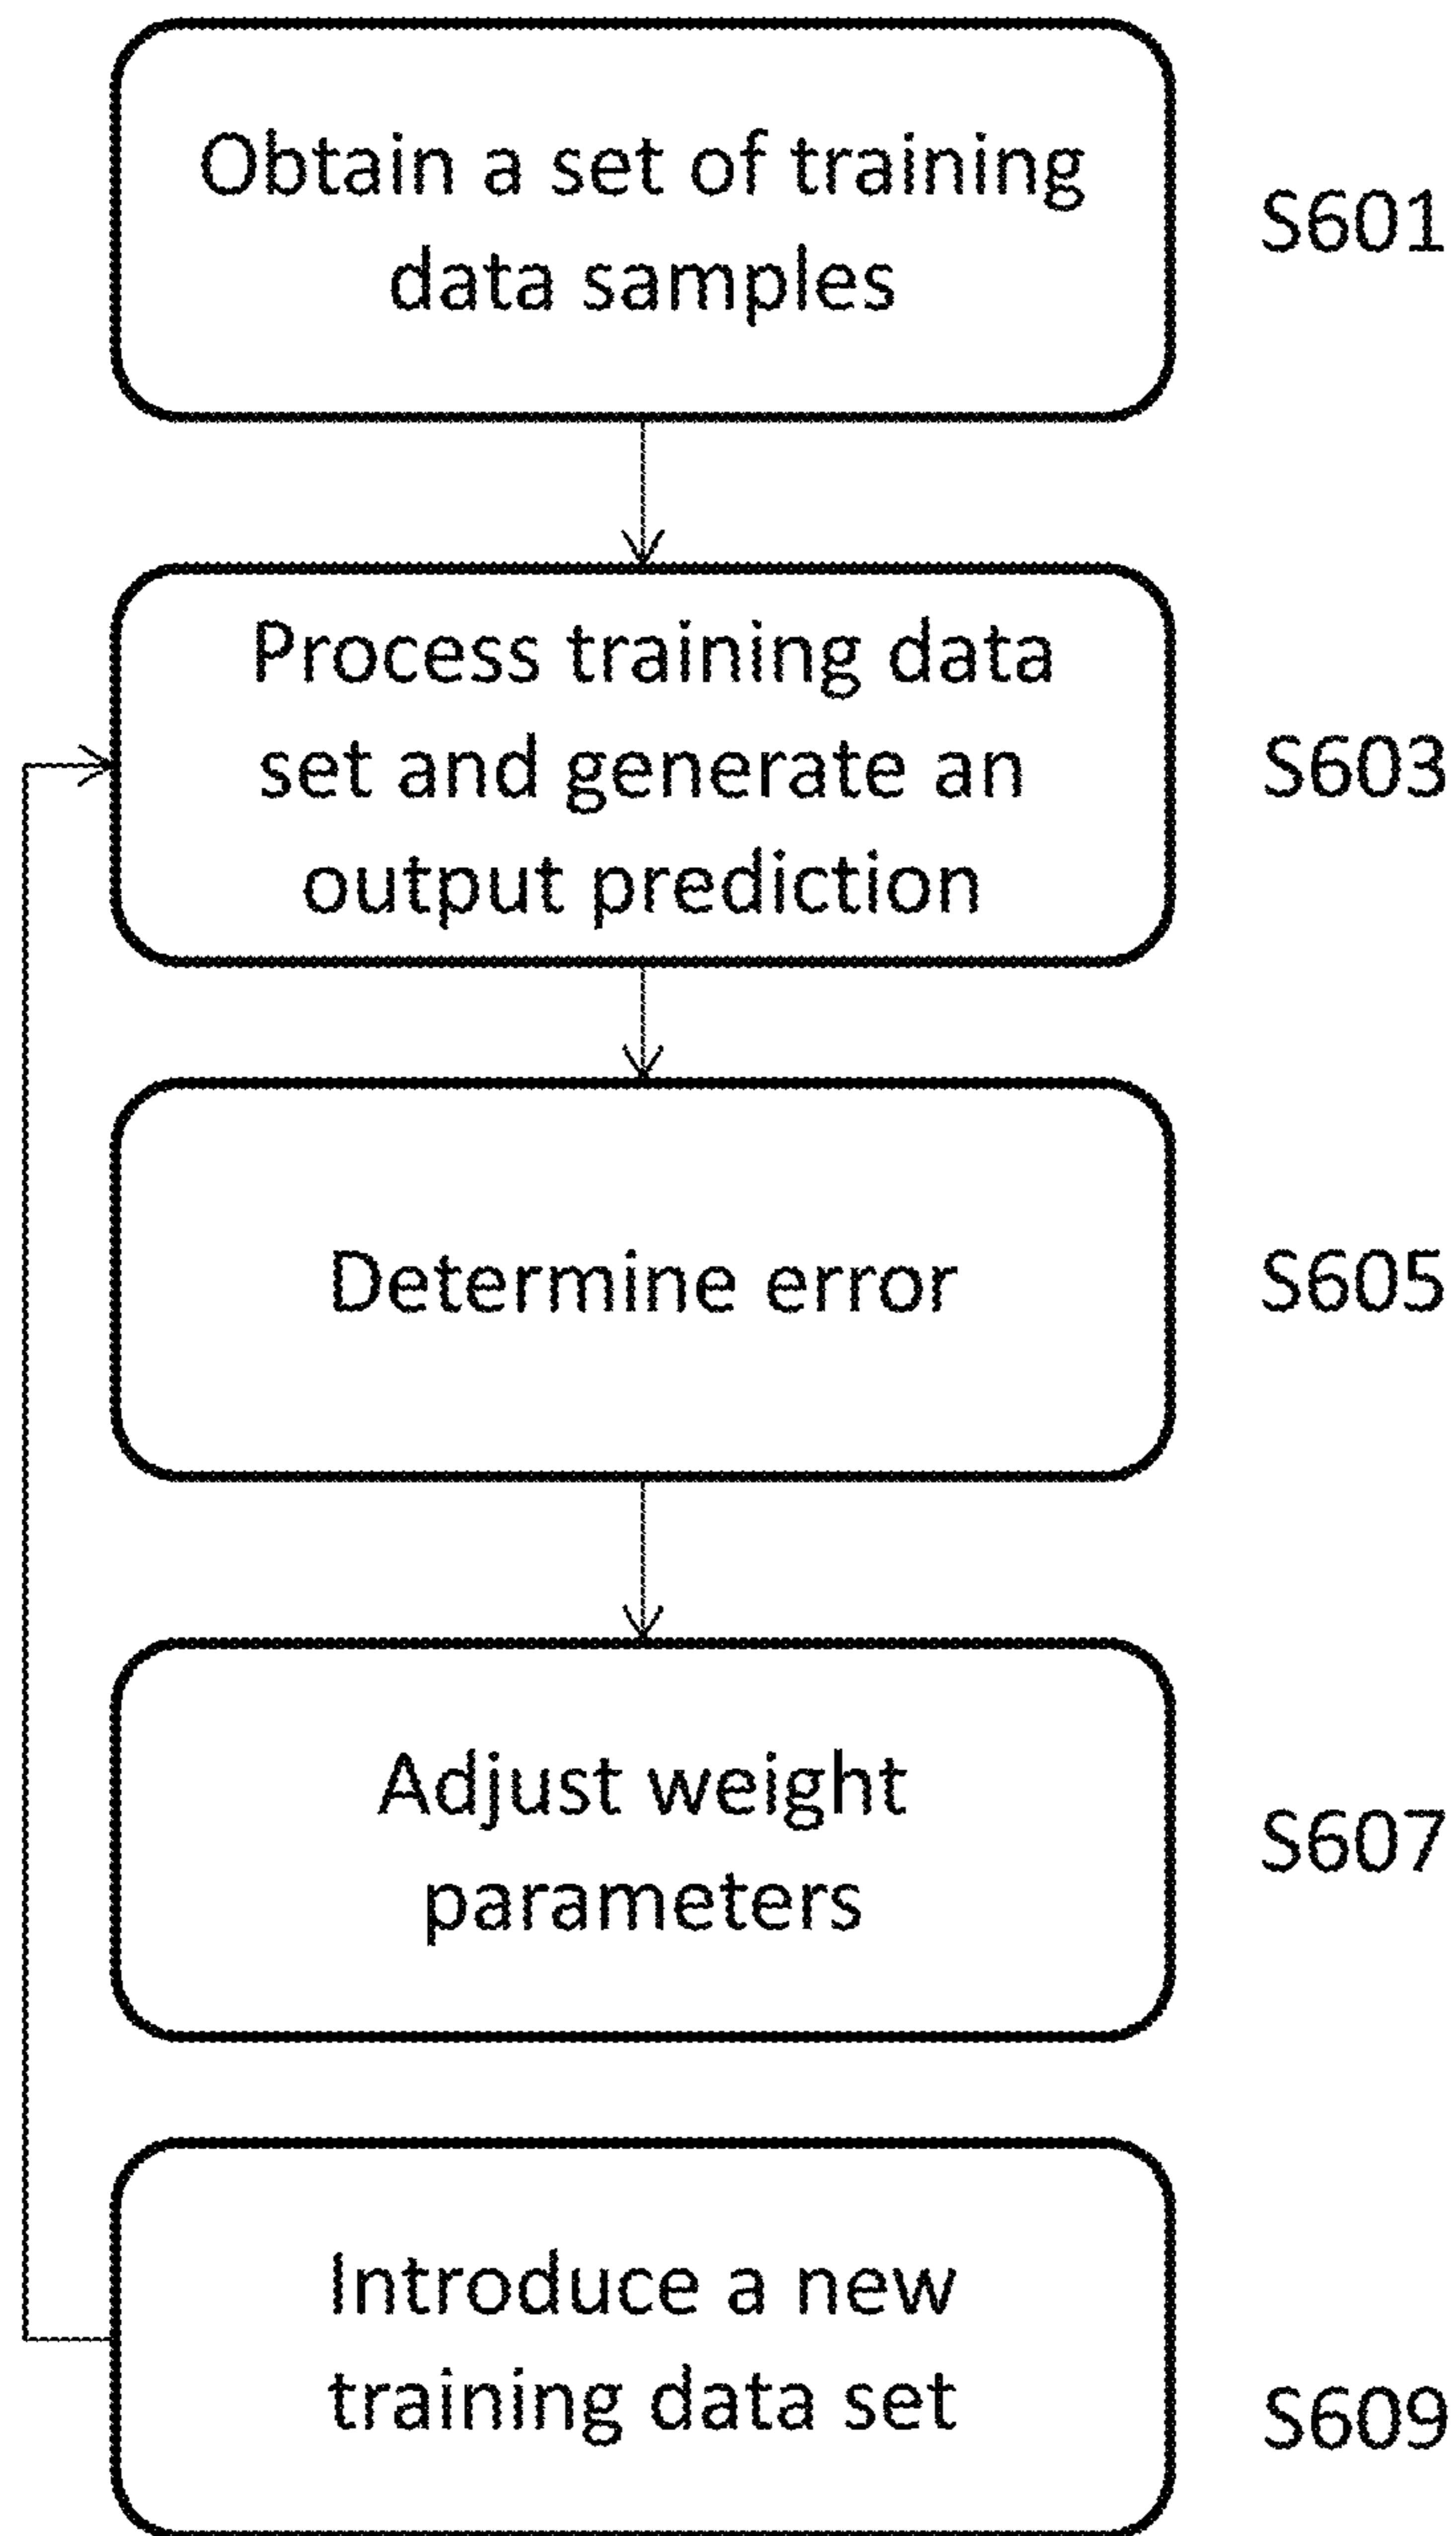 Obtain a set of training
data samples
S601
Process training data
set and generate an
output prediction
S603
Determine error
S605
Adjust weight
parameters
S607
Introduce a new
training data set
S609